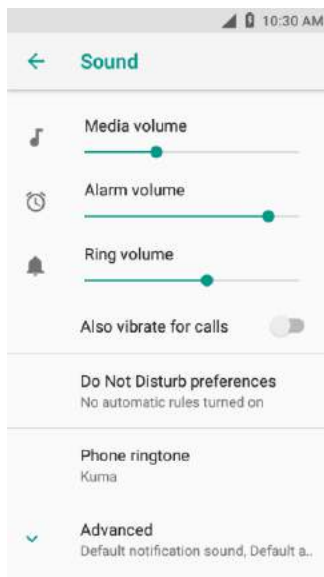 10:30 AM
Sound
Media volume
Alarm volume
Ring volume
Also vibrate for calls
Do Not Disturb preferences
No automatic rules turned on
Phone ringtone
Kuma
Advanced
Default notification sound, Default a..